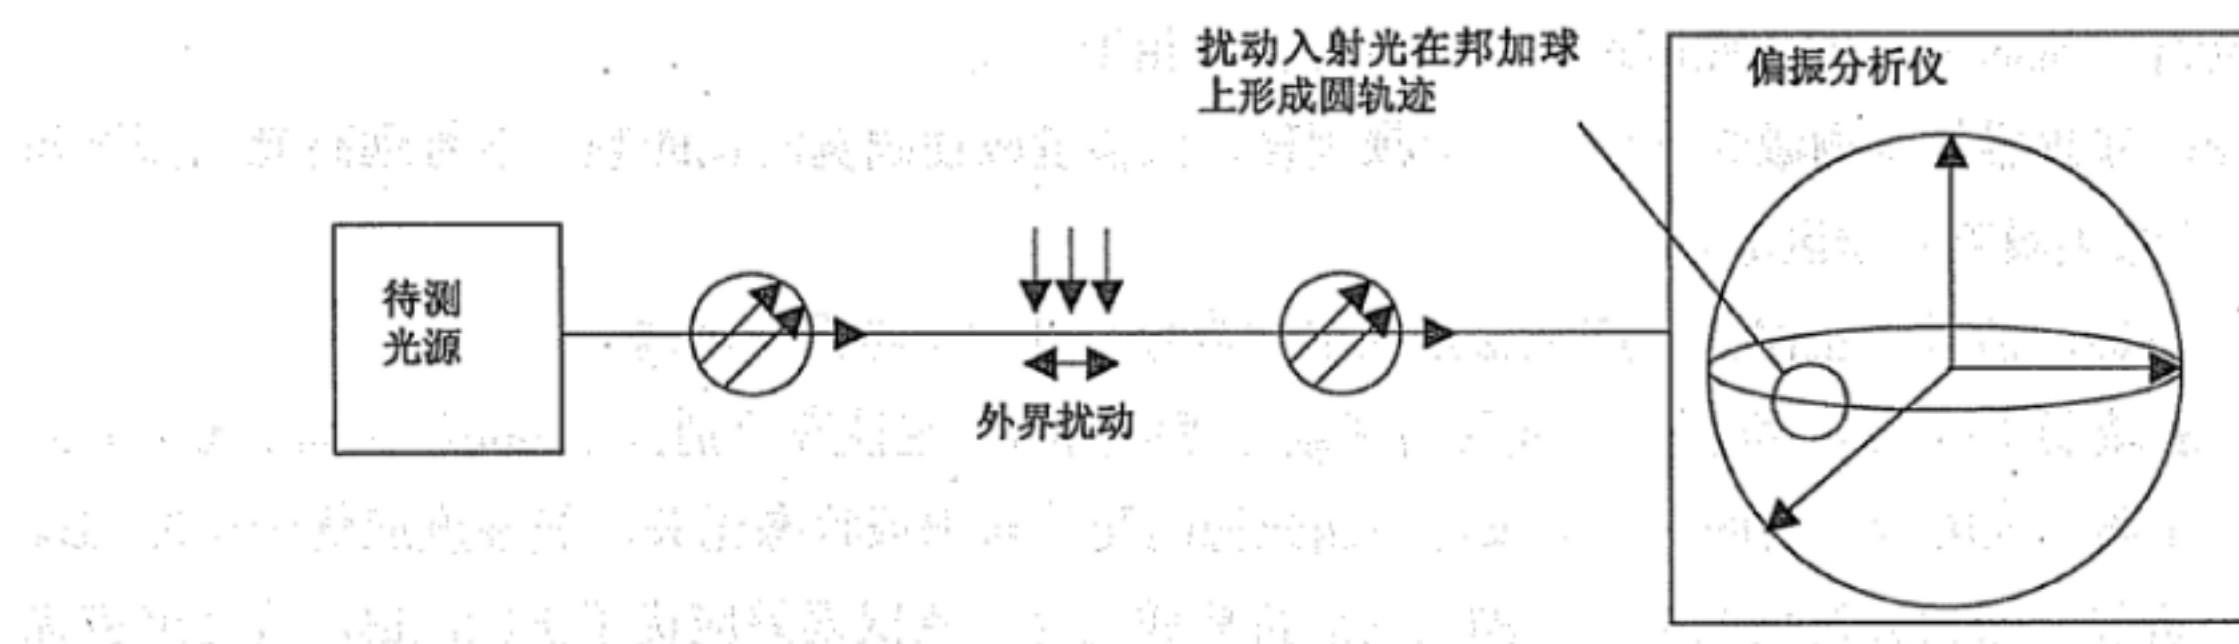 扰动入射光在邦加球
上形成圆轨迹
偏振分析仪
待测
光源
外界扰动